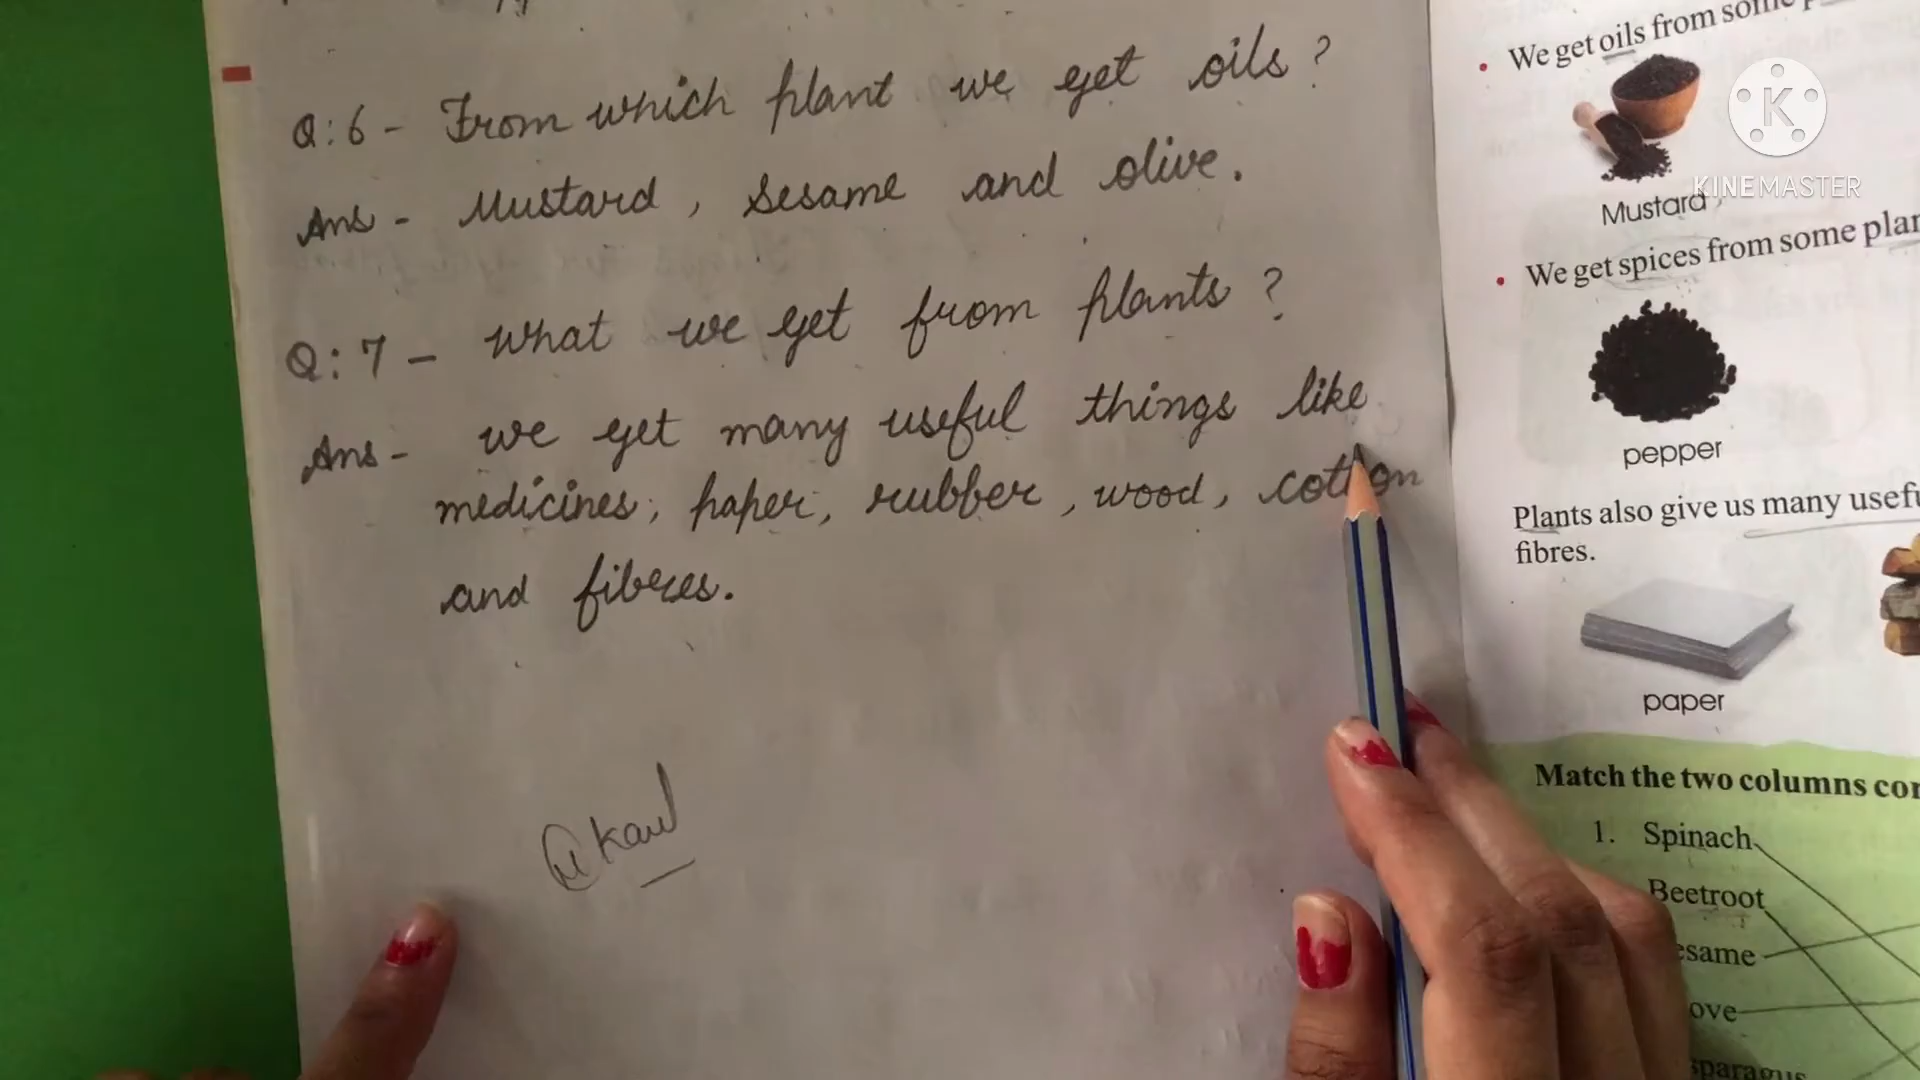 Q:6 - From which plant we get oils?
Ans - Mustard, Sesame and olive.
Q:7 - what we get from plants?
Ans - we get many useful things like
medicines, paper, rubber, wood, cotton
and fibres.
We get oils from some
Mustard
• We get spices from some
pepper
Plants also give us many
fibres.
paper
Match the two columns
1. Spinach
Beetroot
KINEMASTER